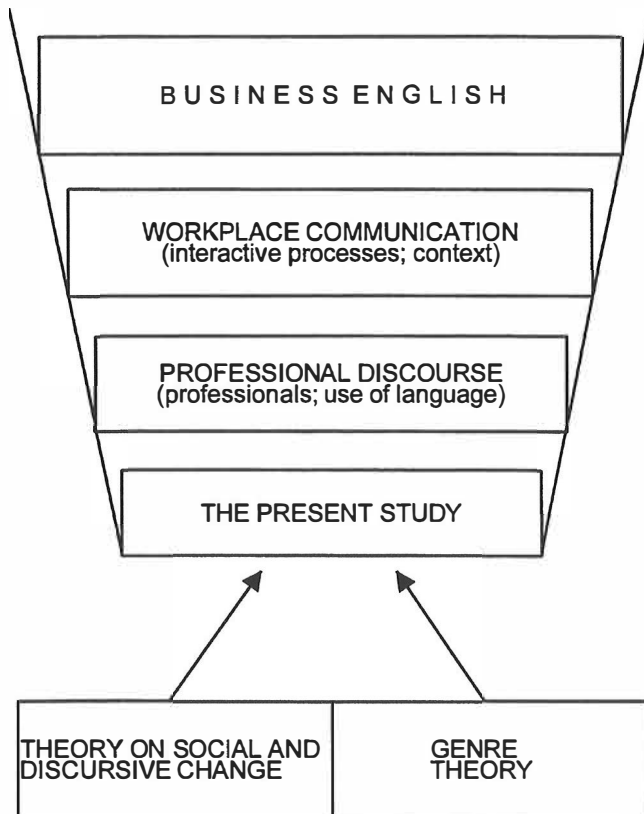 BUSINESS ENGLISH
WORKPLACE COMMUNICATION
(interactive processes; context)
PROFESSIONAL DISCOURSE
(professionals; use of language)
THE PRESENT STUDY
THEORY ON SOCIAL AND
DISCURSIVE CHANGE
GENRE
THEORY